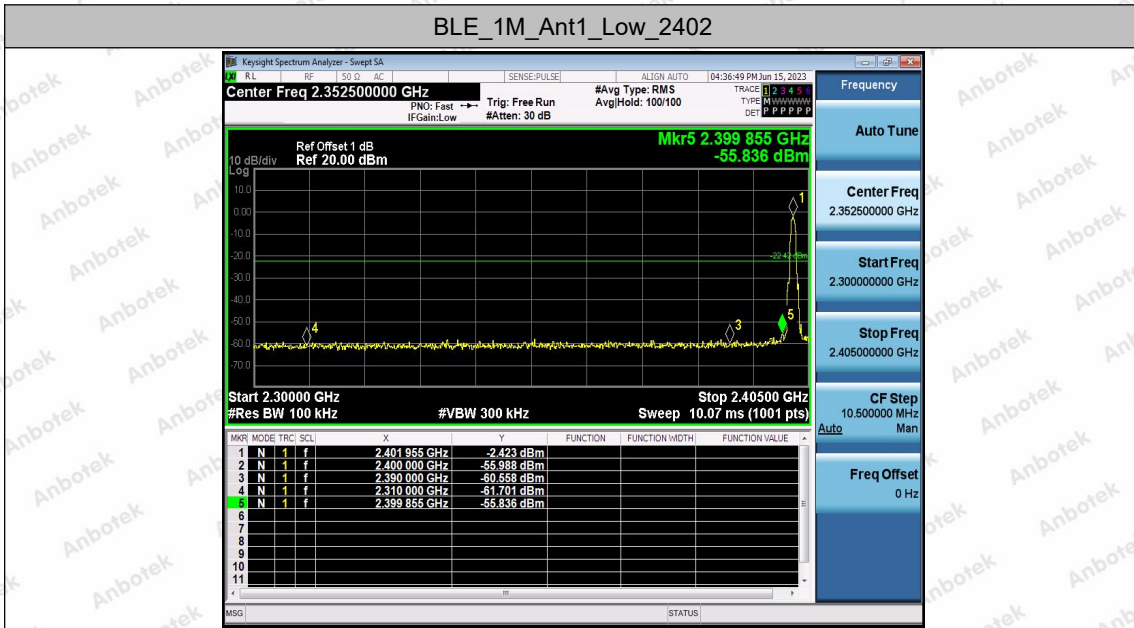 BLE_1M_Ant1_Low_2402
Keysight Spectrum Analyzer - Swept SA
RL RF 50 Ω AC SENSE:PULSE ALIGN AUTO 04:36:49 PM Jun 15, 2023
Center Freq 2.352500000 GHz
PNO: Fast
IFGain:Low
Trig: Free Run
#Atten: 30 dB
#Avg Type: RMS
Avg|Hold: 100/100
TRACE 1 2 3 4 5 6
TYPE M WWWWW
DET P P P P P P
Mkr5 2.399 855 GHz
-55.836 dBm
Ref Offset 1 dB
10 dB/div Ref 20.00 dBm
Log
10.0
0.00
-10.0
-20.0
-30.0
-40.0
-50.0
-60.0
-70.0
1
-22.42 dBm
4
3
5
Start 2.30000 GHz Stop 2.40500 GHz
#Res BW 100 kHz #VBW 300 kHz Sweep 10.07 ms (1001 pts)
MKR MODE TRC SCL X Y FUNCTION FUNCTION WIDTH FUNCTION VALUE
1 N 1 f 2.401 955 GHz -2.423 dBm
2 N 1 f 2.400 000 GHz -55.988 dBm
3 N 1 f 2.390 000 GHz -60.558 dBm
4 N 1 f 2.310 000 GHz -61.701 dBm
5 N 1 f 2.399 855 GHz -55.836 dBm
6
7
8
9
10
11
MSG STATUS
Frequency
Auto Tune
Center Freq
2.352500000 GHz
Start Freq
2.300000000 GHz
Stop Freq
2.405000000 GHz
CF Step
10.500000 MHz
Auto Man
Freq Offset
0 Hz
Anbotek